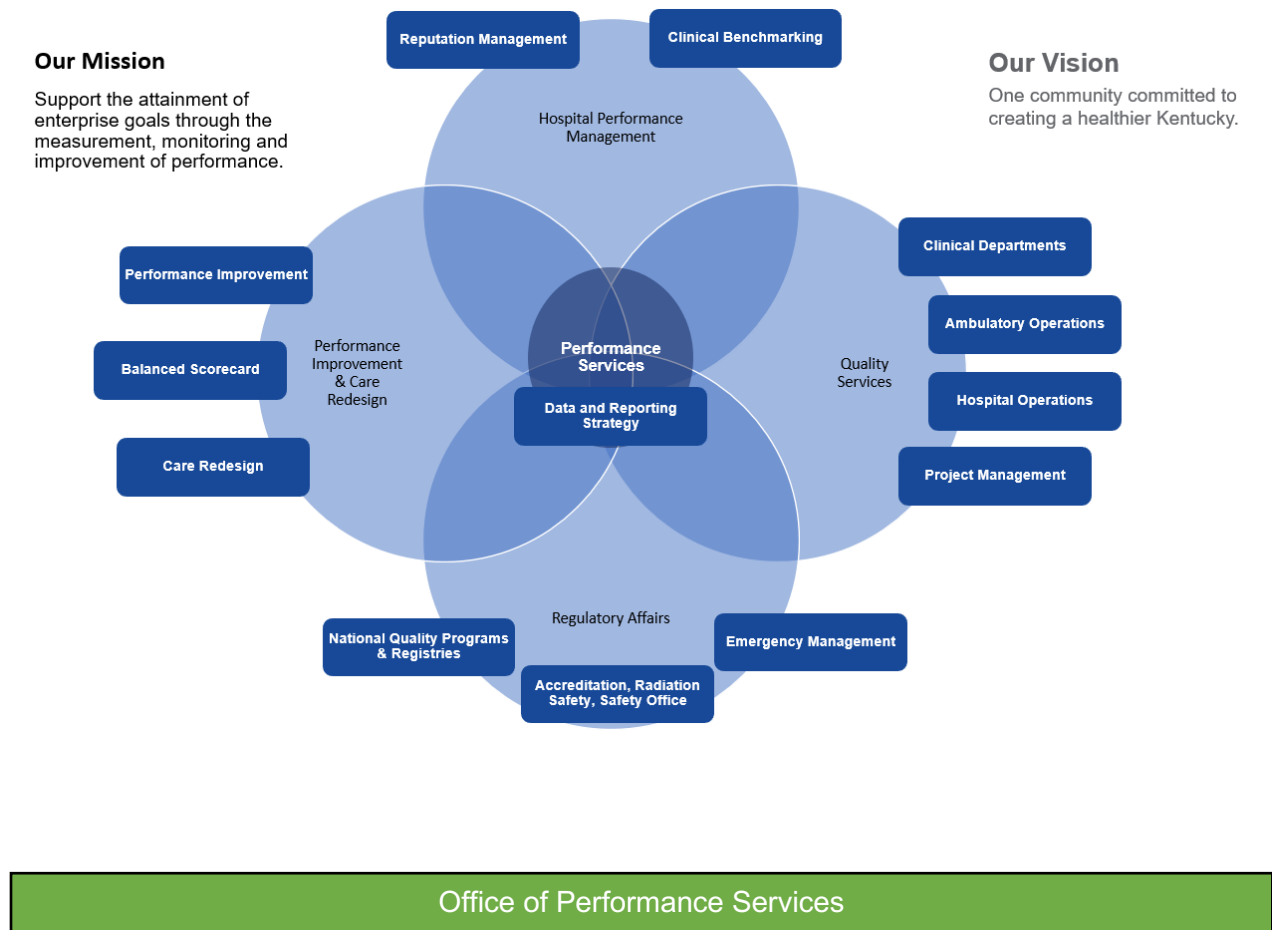 Reputation Management
Clinical Benchmarking
Our Mission
Support the attainment of
enterprise goals through the
measurement, monitoring and
improvement of performance.
Our Vision
One community committed to
creating a healthier Kentucky.
Hospital Performance
Management
Performance Improvement
Balanced Scorecard
Care Redesign
Performance
Improvement
& Care
Redesign
Performance
Services
Data and Reporting
Strategy
Quality
Services
Clinical Departments
Ambulatory Operations
Hospital Operations
Project Management
Regulatory Affairs
National Quality Programs
& Registries
Accreditation, Radiation
Safety, Safety Office
Emergency Management
Office of Performance Services